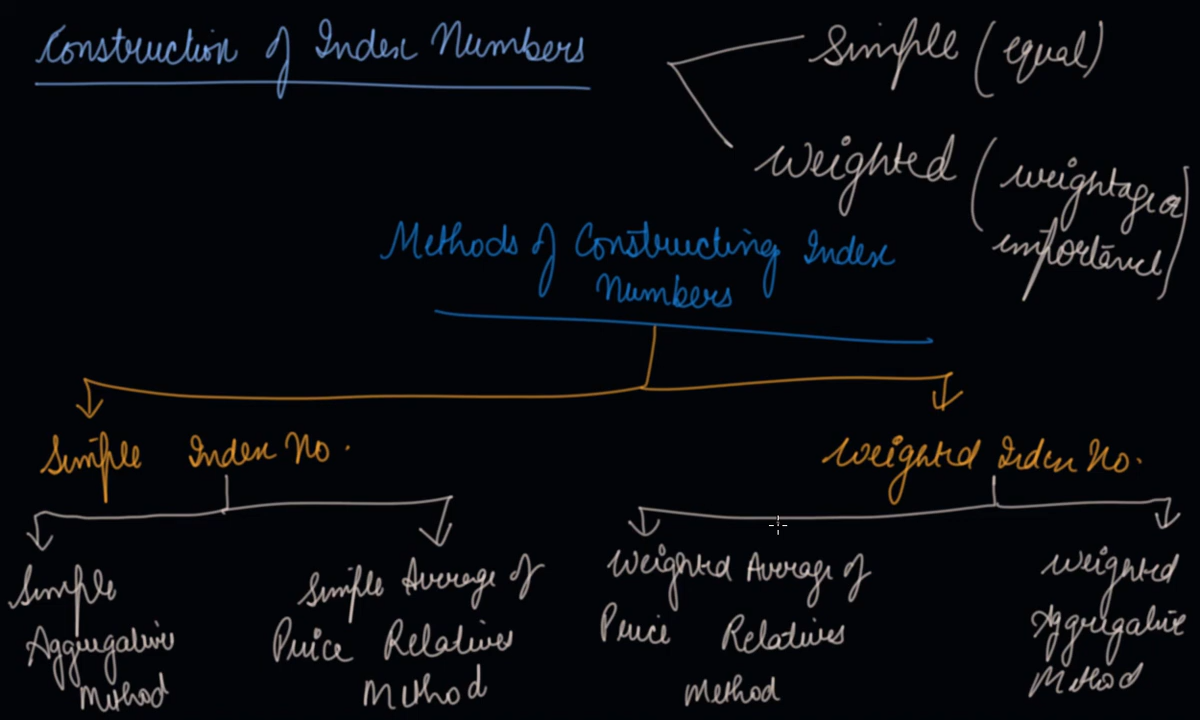 Construction of Index Numbers
Simple (equal)
Weighted (weightage or
importance)
Methods of Constructing Index
Numbers
Simple Index No.
Weighted Index No.
Simple
Aggregative
Method
Simple Average of
Price Relatives
Method
Weighted Average of
Price Relatives
Method
Weighted
Aggregative
Method